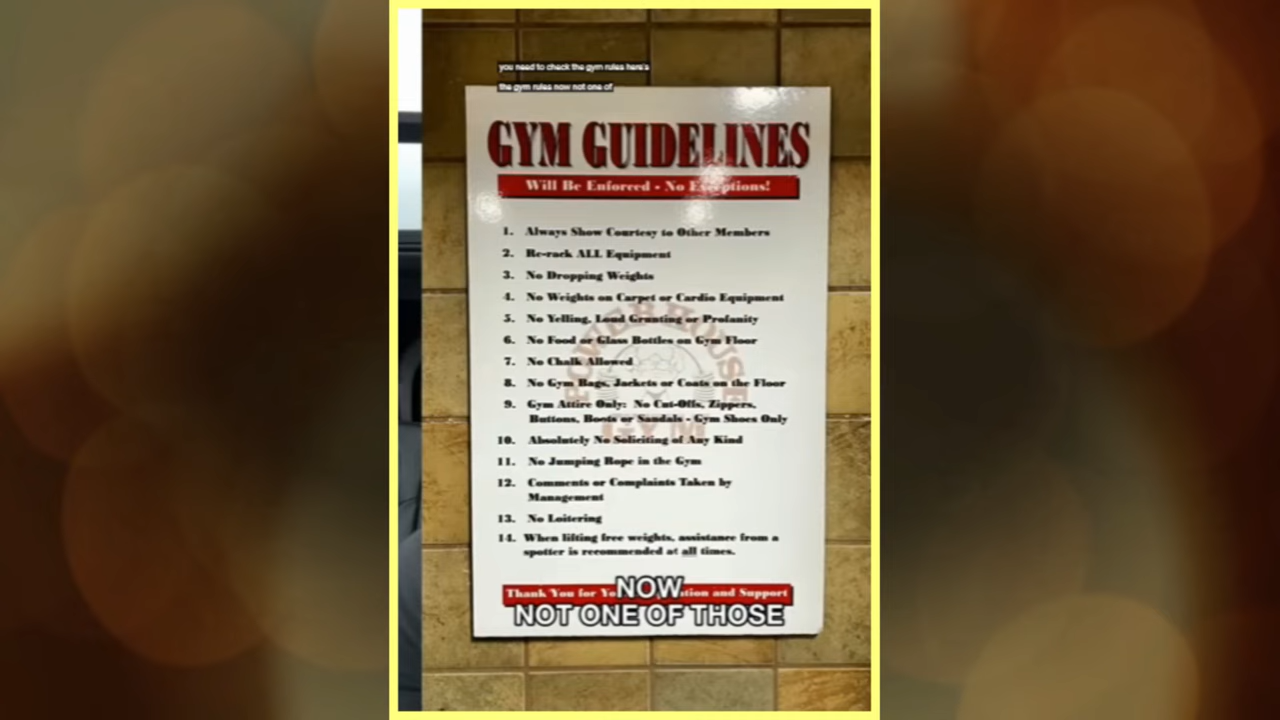 you need to check the gym rules here's
the gym rules now not one of
GYM GUIDELINES
Will Be Enforced - No Exceptions!
1. Always Show Courtesy to Other Members
2. Re-rack ALL Equipment
3. No Dropping Weights
4. No Weights on Carpet or Cardio Equipment
5. No Yelling, Loud Grunting or Profanity
6. No Food or Glass Bottles on Gym Floor
7. No Chalk Allowed
8. No Gym Bags, Jackets or Coats on the Floor
9. Gym Attire Only: No Cut-Offs, Zippers,
Buttons, Boots or Sandals - Gym Shoes Only
10. Absolutely No Soliciting of Any Kind
11. No Jumping Rope in the Gym
12. Comments or Complaints Taken by
Management
13. No Loitering
14. When lifting free weights, assistance from a
spotter is recommended at all times.
POWER HOUSE
GYM
Thank You for and Support
NOW
NOT ONE OF THOSE